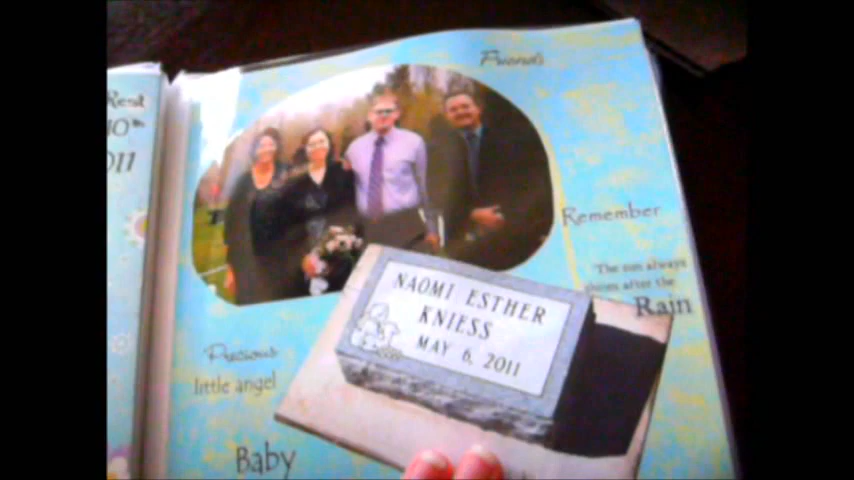 Rest
10th
2011
Friends
Remember
The sun always
shines after the
Rain
NAOMI ESTHER
KNIESS
MAY 6, 2011
Precious
little angel
Baby